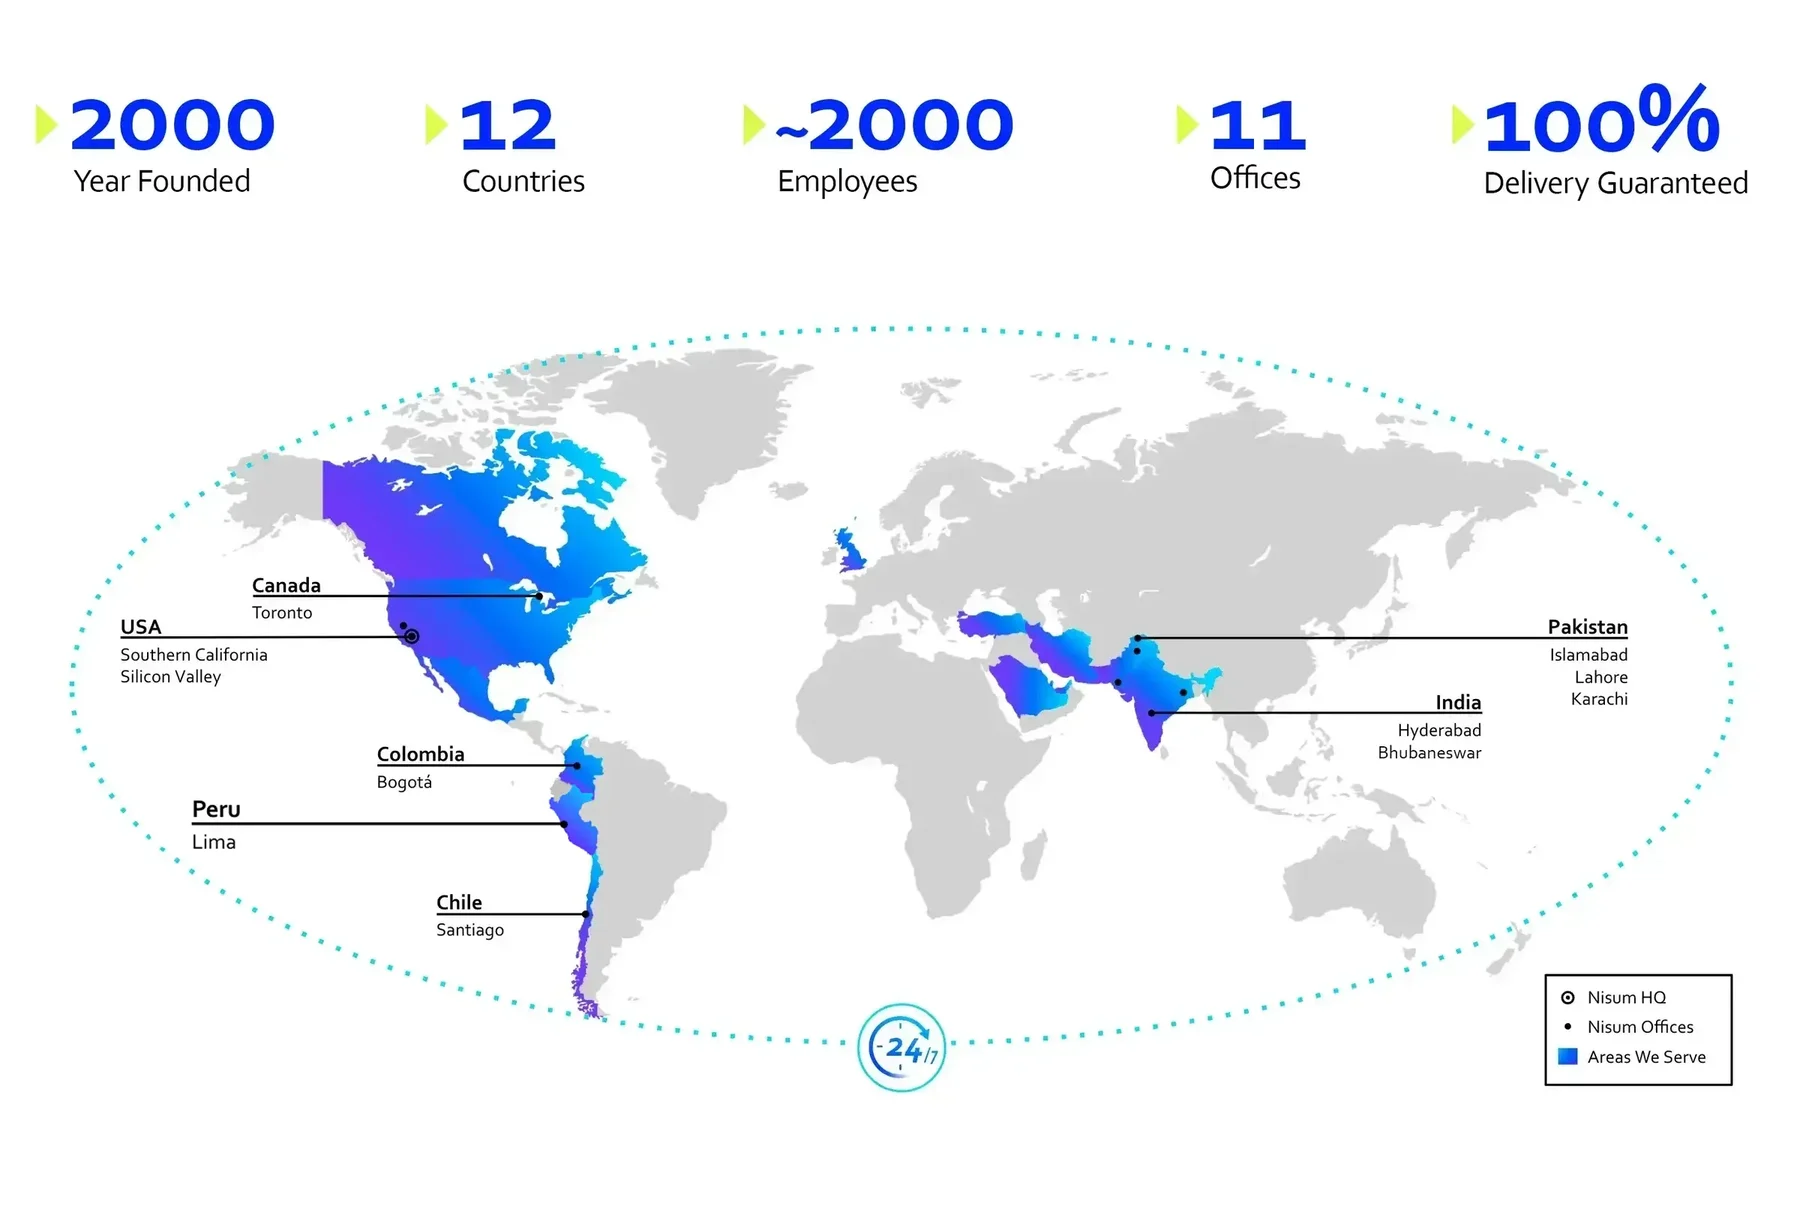 2000
Year Founded
12
Countries
~2000
Employees
11
Offices
100%
Delivery Guaranteed
Canada
Toronto
USA
Southern California
Silicon Valley
Colombia
Bogotá
Peru
Lima
Chile
Santiago
Pakistan
Islamabad
Lahore
Karachi
India
Hyderabad
Bhubaneswar
24/7
Nisum HQ
Nisum Offices
Areas We Serve